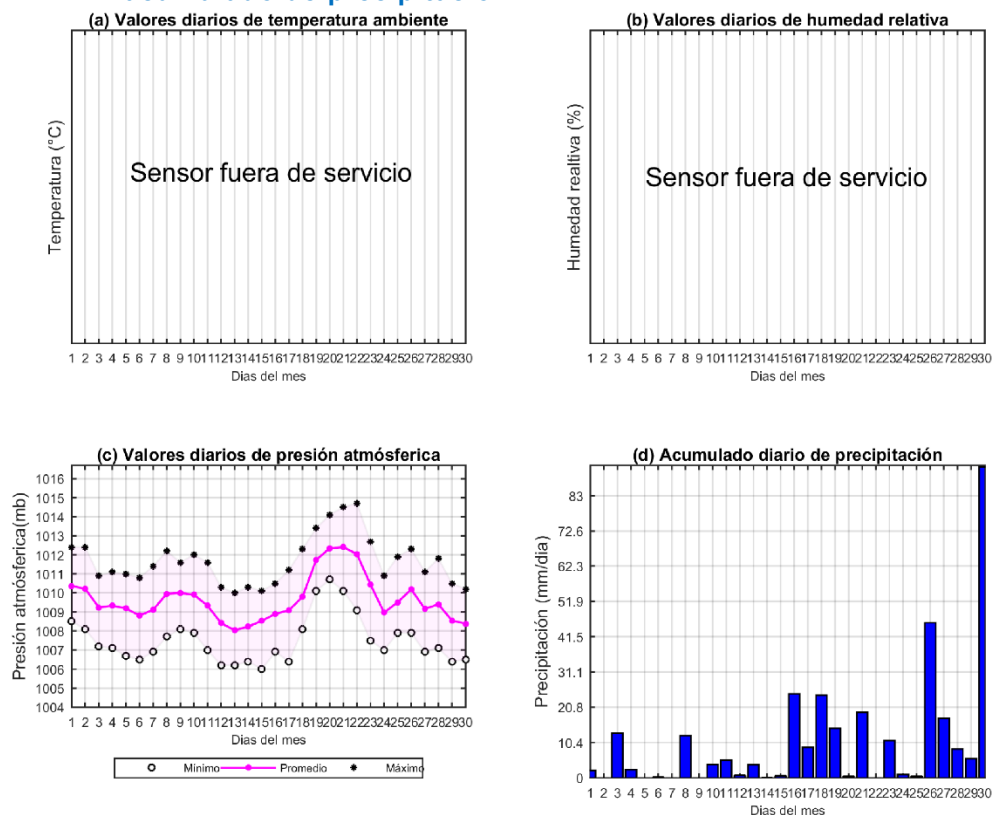 (a) Valores diarios de temperatura ambiente
Temperatura (°C)
Sensor fuera de servicio
1 2 3 4 5 6 7 8 9 10 11 12 13 14 15 16 17 18 19 20 21 22 23 24 25 26 27 28 29 30
Dias del mes
(b) Valores diarios de humedad relativa
Humedad realtiva (%)
Sensor fuera de servicio
1 2 3 4 5 6 7 8 9 10 11 12 13 14 15 16 17 18 19 20 21 22 23 24 25 26 27 28 29 30
Dias del mes
(c) Valores diarios de presión atmósferica
Presión atmósferica(mb)
1016
1015
1014
1013
1012
1011
1010
1009
1008
1007
1006
1005
1004
1 2 3 4 5 6 7 8 9 10 11 12 13 14 15 16 17 18 19 20 21 22 23 24 25 26 27 28 29 30
Dias del mes
Minimo Promedio Máximo
(d) Acumulado diario de precipitación
Precipitación (mm/dia)
83
72.6
62.3
51.9
41.5
31.1
20.8
10.4
0
1 2 3 4 5 6 7 8 9 10 11 12 13 14 15 16 17 18 19 20 21 22 23 24 25 26 27 28 29 30
Dias del mes